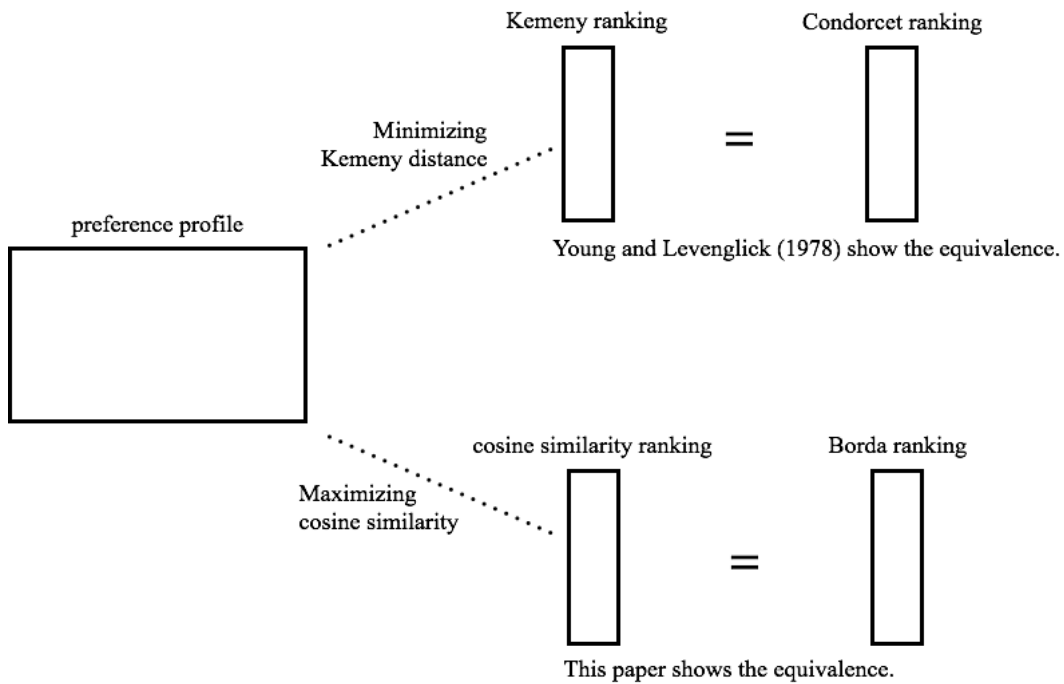 Kemeny ranking
Condorcet ranking
Minimizing
Kemeny distance
=
preference profile
Young and Levenglick (1978) show the equivalence.
cosine similarity ranking
Borda ranking
Maximizing
cosine similarity
=
This paper shows the equivalence.